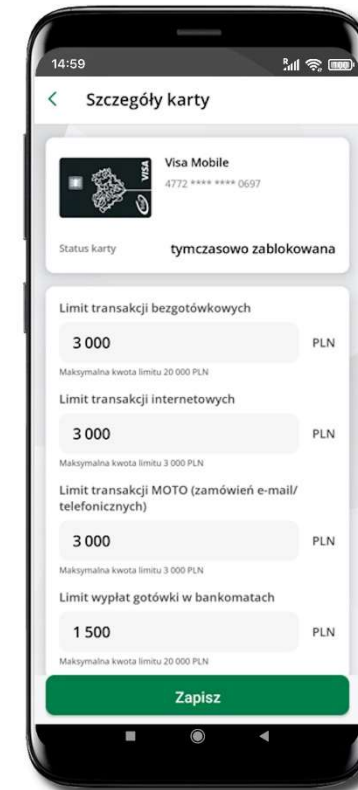 14:59
Szczegóły karty
VISA
Visa Mobile
4772 **** **** 0697
Status karty tymczasowo zablokowana
Limit transakcji bezgotówkowych
3 000 PLN
Maksymalna kwota limitu 20 000 PLN
Limit transakcji internetowych
3 000 PLN
Maksymalna kwota limitu 3 000 PLN
Limit transakcji MOTO (zamówień e-mail/
telefonicznych)
3 000 PLN
Maksymalna kwota limitu 3 000 PLN
Limit wypłat gotówki w bankomatach
1 500 PLN
Maksymalna kwota limitu 20 000 PLN
Zapisz